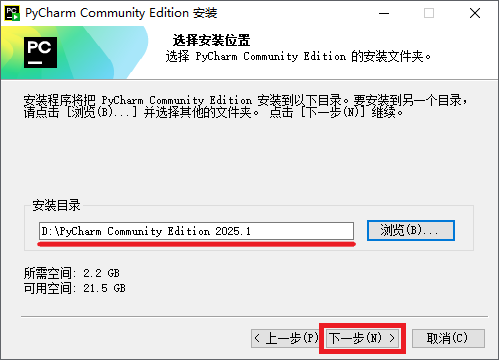 PyCharm Community Edition 安装
PC
选择安装位置
选择 PyCharm Community Edition 的安装文件夹。
安装程序将把 PyCharm Community Edition 安装到以下目录。要安装到另一个目录，
请点击 [浏览(B)...] 并选择其他的文件夹。 点击 [下一步(N)] 继续。
安装目录
D:\PyCharm Community Edition 2025.1
浏览(B)...
所需空间: 2.2 GB
可用空间: 21.5 GB
< 上一步(P) 下一步(N) > 取消(C)